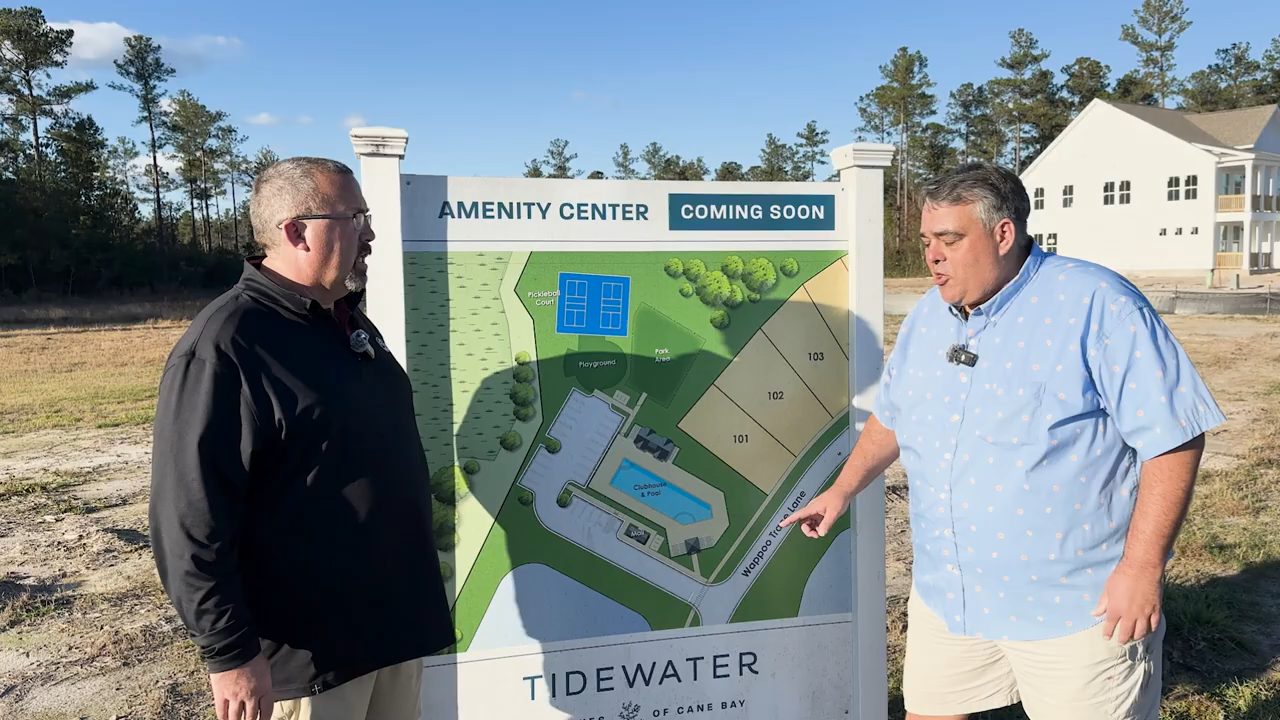 AMENITY CENTER COMING SOON
Pickleball
Court
Playground
Park
Area
103
102
101
Clubhouse
& Pool
Mail
Wappoo Lane
TIDEWATER
OF CANE BAY